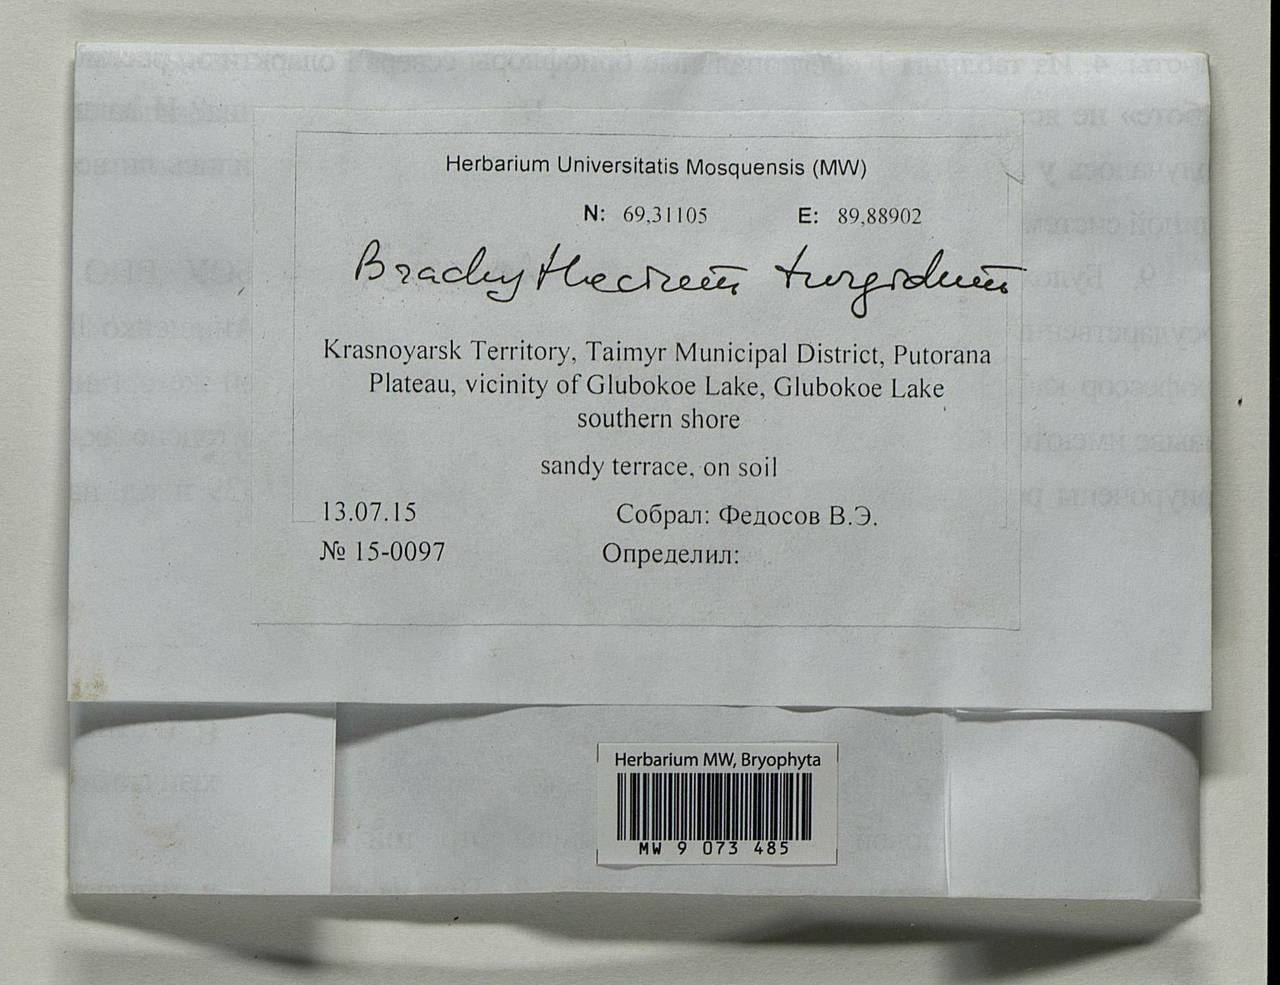 Herbarium Universitatis Mosquensis (MW)
N: 69,31105 E: 89,88902
Brachythecium turgidum
Krasnoyarsk Territory, Taimyr Municipal District, Putorana
Plateau, vicinity of Glubokoe Lake, Glubokoe Lake
southern shore
sandy terrace, on soil
13.07.15 Собрал: Федосов В.Э.
№ 15-0097 Определил:
Herbarium MW, Bryophyta
MW 9 073 485